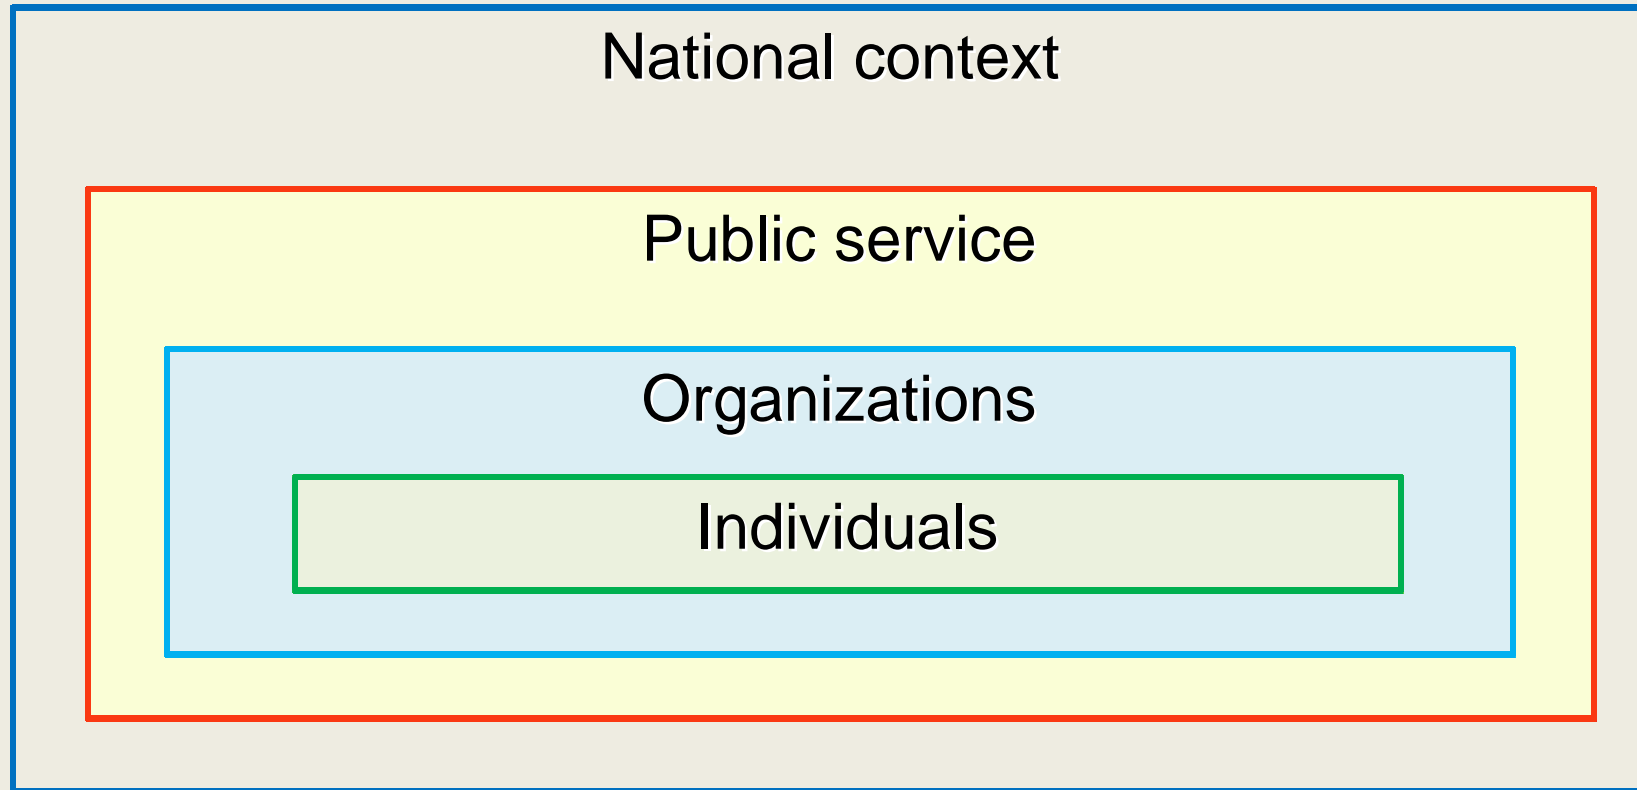 National context
Public service
Organizations
Individuals